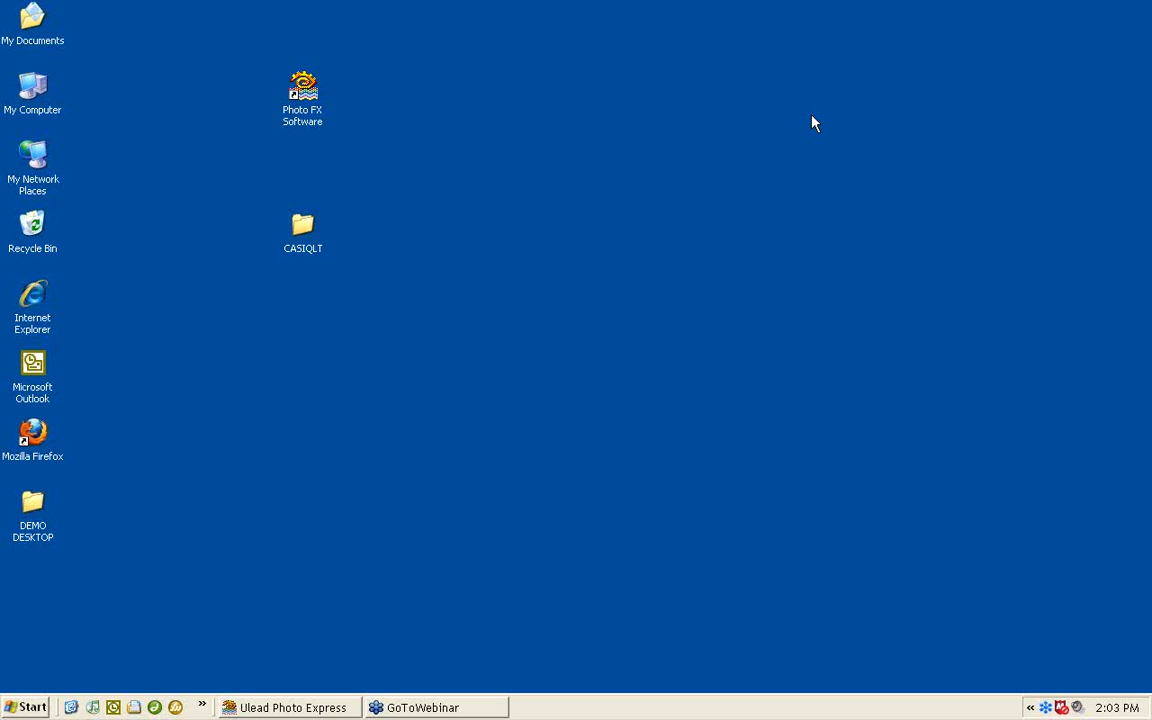 My Documents
My Computer
My Network
Places
Recycle Bin
Internet
Explorer
Microsoft
Outlook
Mozilla Firefox
DEMO
DESKTOP
Photo FX
Software
CASIQLT
Start
»
Ulead Photo Express
GoToWebinar
«
2:03 PM